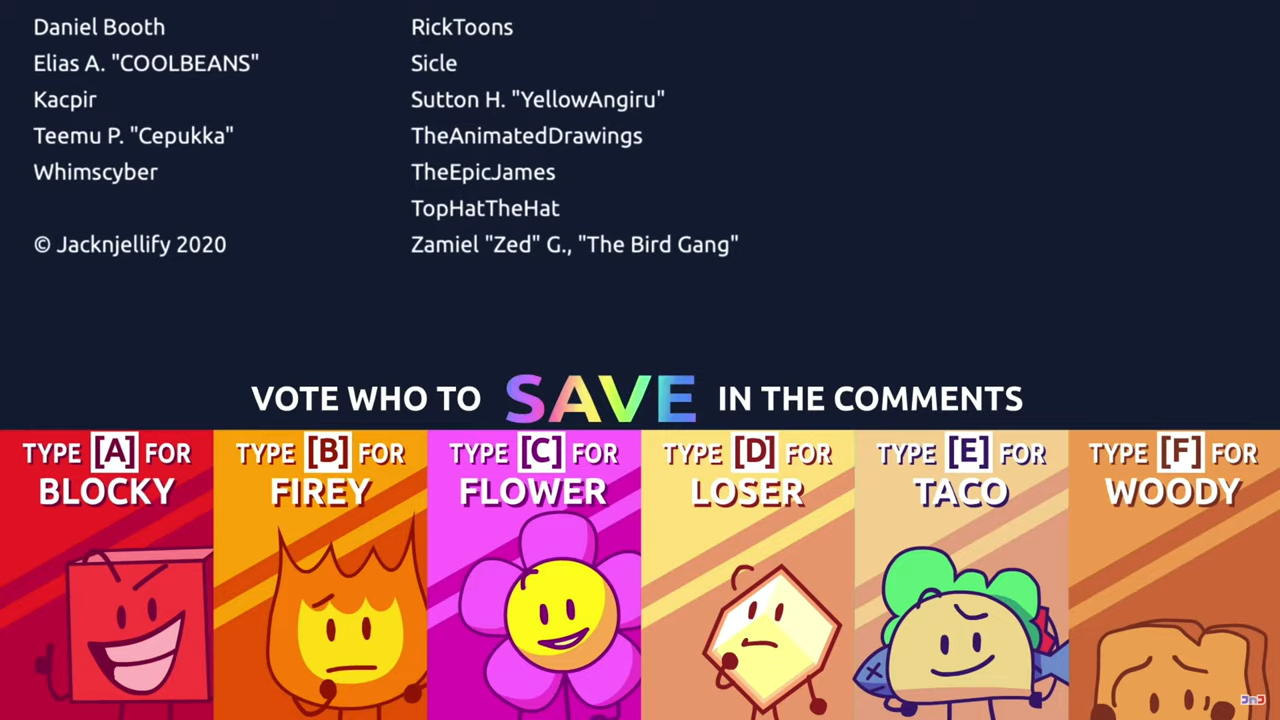 Daniel Booth
Elias A. "COOLBEANS"
Kacpir
Teemu P. "Cepukka"
Whimscyber
© Jacknjellify 2020
RickToons
Sicle
Sutton H. "YellowAngiru"
TheAnimatedDrawings
TheEpicJames
TopHatTheHat
Zamiel "Zed" G., "The Bird Gang"
VOTE WHO TO SAVE IN THE COMMENTS
TYPE [A] FOR
BLOCKY
TYPE [B] FOR
FIREY
TYPE [C] FOR
FLOWER
TYPE [D] FOR
LOSER
TYPE [E] FOR
TACO
TYPE [F] FOR
WOODY
JnJ